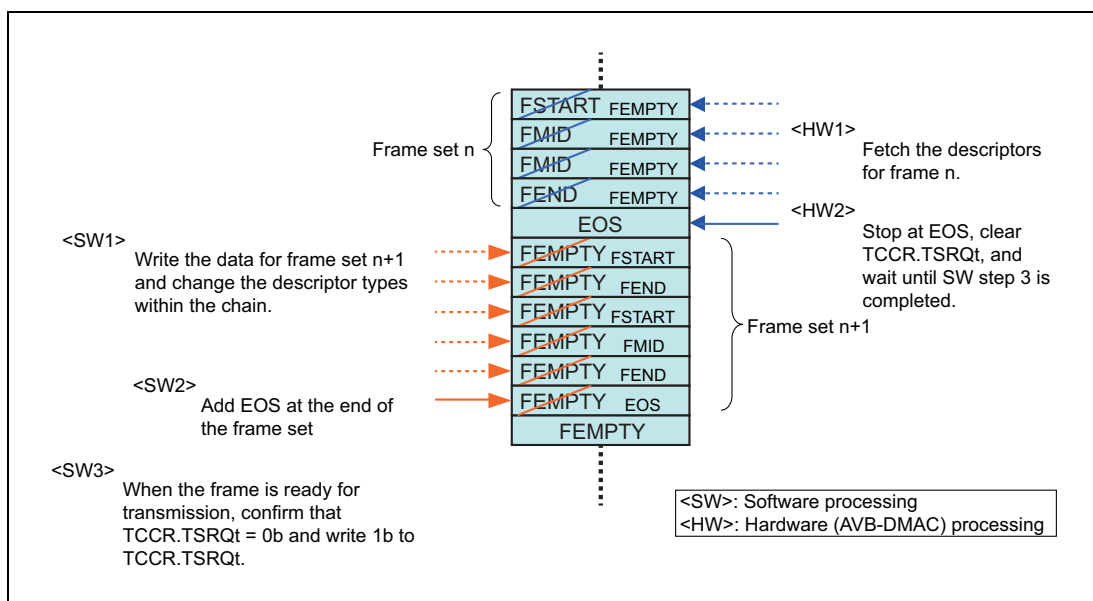 FSTART FEMPTY
FMID FEMPTY
FMID FEMPTY
FEND FEMPTY
EOS
FEMPTY FSTART
FEMPTY FEND
FEMPTY FSTART
FEMPTY FMID
FEMPTY FEND
FEMPTY EOS
FEMPTY
Frame set n
<HW1>
Fetch the descriptors
for frame n.
<HW2>
Stop at EOS, clear
TCCR.TSRQt, and
wait until SW step 3 is
completed.
Frame set n+1
<SW1>
Write the data for frame set n+1
and change the descriptor types
within the chain.
<SW2>
Add EOS at the end of
the frame set
<SW3>
When the frame is ready for
transmission, confirm that
TCCR.TSRQt = 0b and write 1b to
TCCR.TSRQt.
<SW>: Software processing
<HW>: Hardware (AVB-DMAC) processing